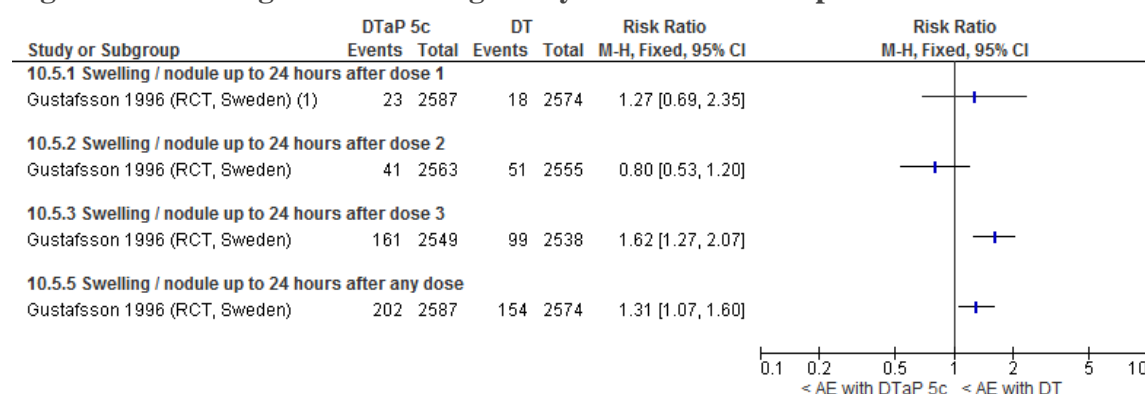 DTaP 5c DT Risk Ratio Risk Ratio
Study or Subgroup Events Total Events Total M-H, Fixed, 95% CI M-H, Fixed, 95% CI
10.5.1 Swelling / nodule up to 24 hours after dose 1
Gustafsson 1996 (RCT, Sweden) (1) 23 2587 18 2574 1.27 [0.69, 2.35]
10.5.2 Swelling / nodule up to 24 hours after dose 2
Gustafsson 1996 (RCT, Sweden) 41 2563 51 2555 0.80 [0.53, 1.20]
10.5.3 Swelling / nodule up to 24 hours after dose 3
Gustafsson 1996 (RCT, Sweden) 161 2549 99 2538 1.62 [1.27, 2.07]
10.5.5 Swelling / nodule up to 24 hours after any dose
Gustafsson 1996 (RCT, Sweden) 202 2587 154 2574 1.31 [1.07, 1.60]
0.1 0.2 0.5 1 2 5 10
< AE with DTaP 5c < AE with DT